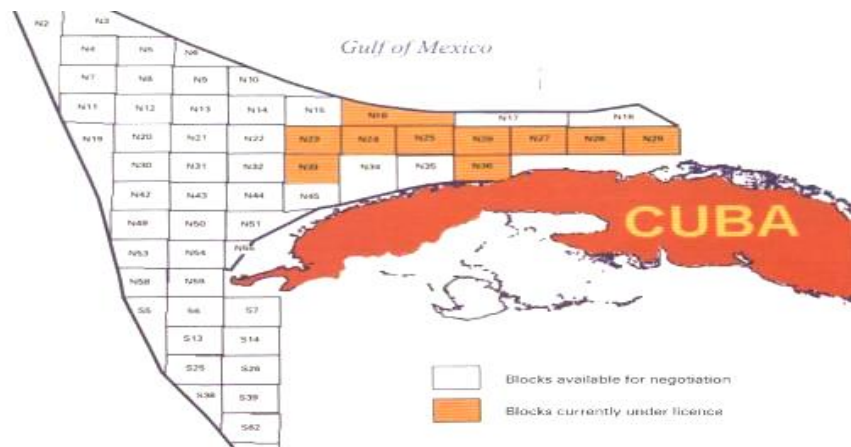 N2
N3
Gulf of Mexico
N4 N5 N6
N7 N8 N9 N10
N11 N12 N13 N14 N15 N16 N17 N18
N19 N20 N21 N22 N23 N24 N25 N26 N27 N28 N29
N30 N31 N32 N33 N34 N35 N36
N42 N43 N44 N45
N49 N50 N51
CUBA
N53 N54
N58 N59
S5 S6 S7
S13 S14
S25 S26
S38 S39
S52
Blocks available for negotiation
Blocks currently under licence